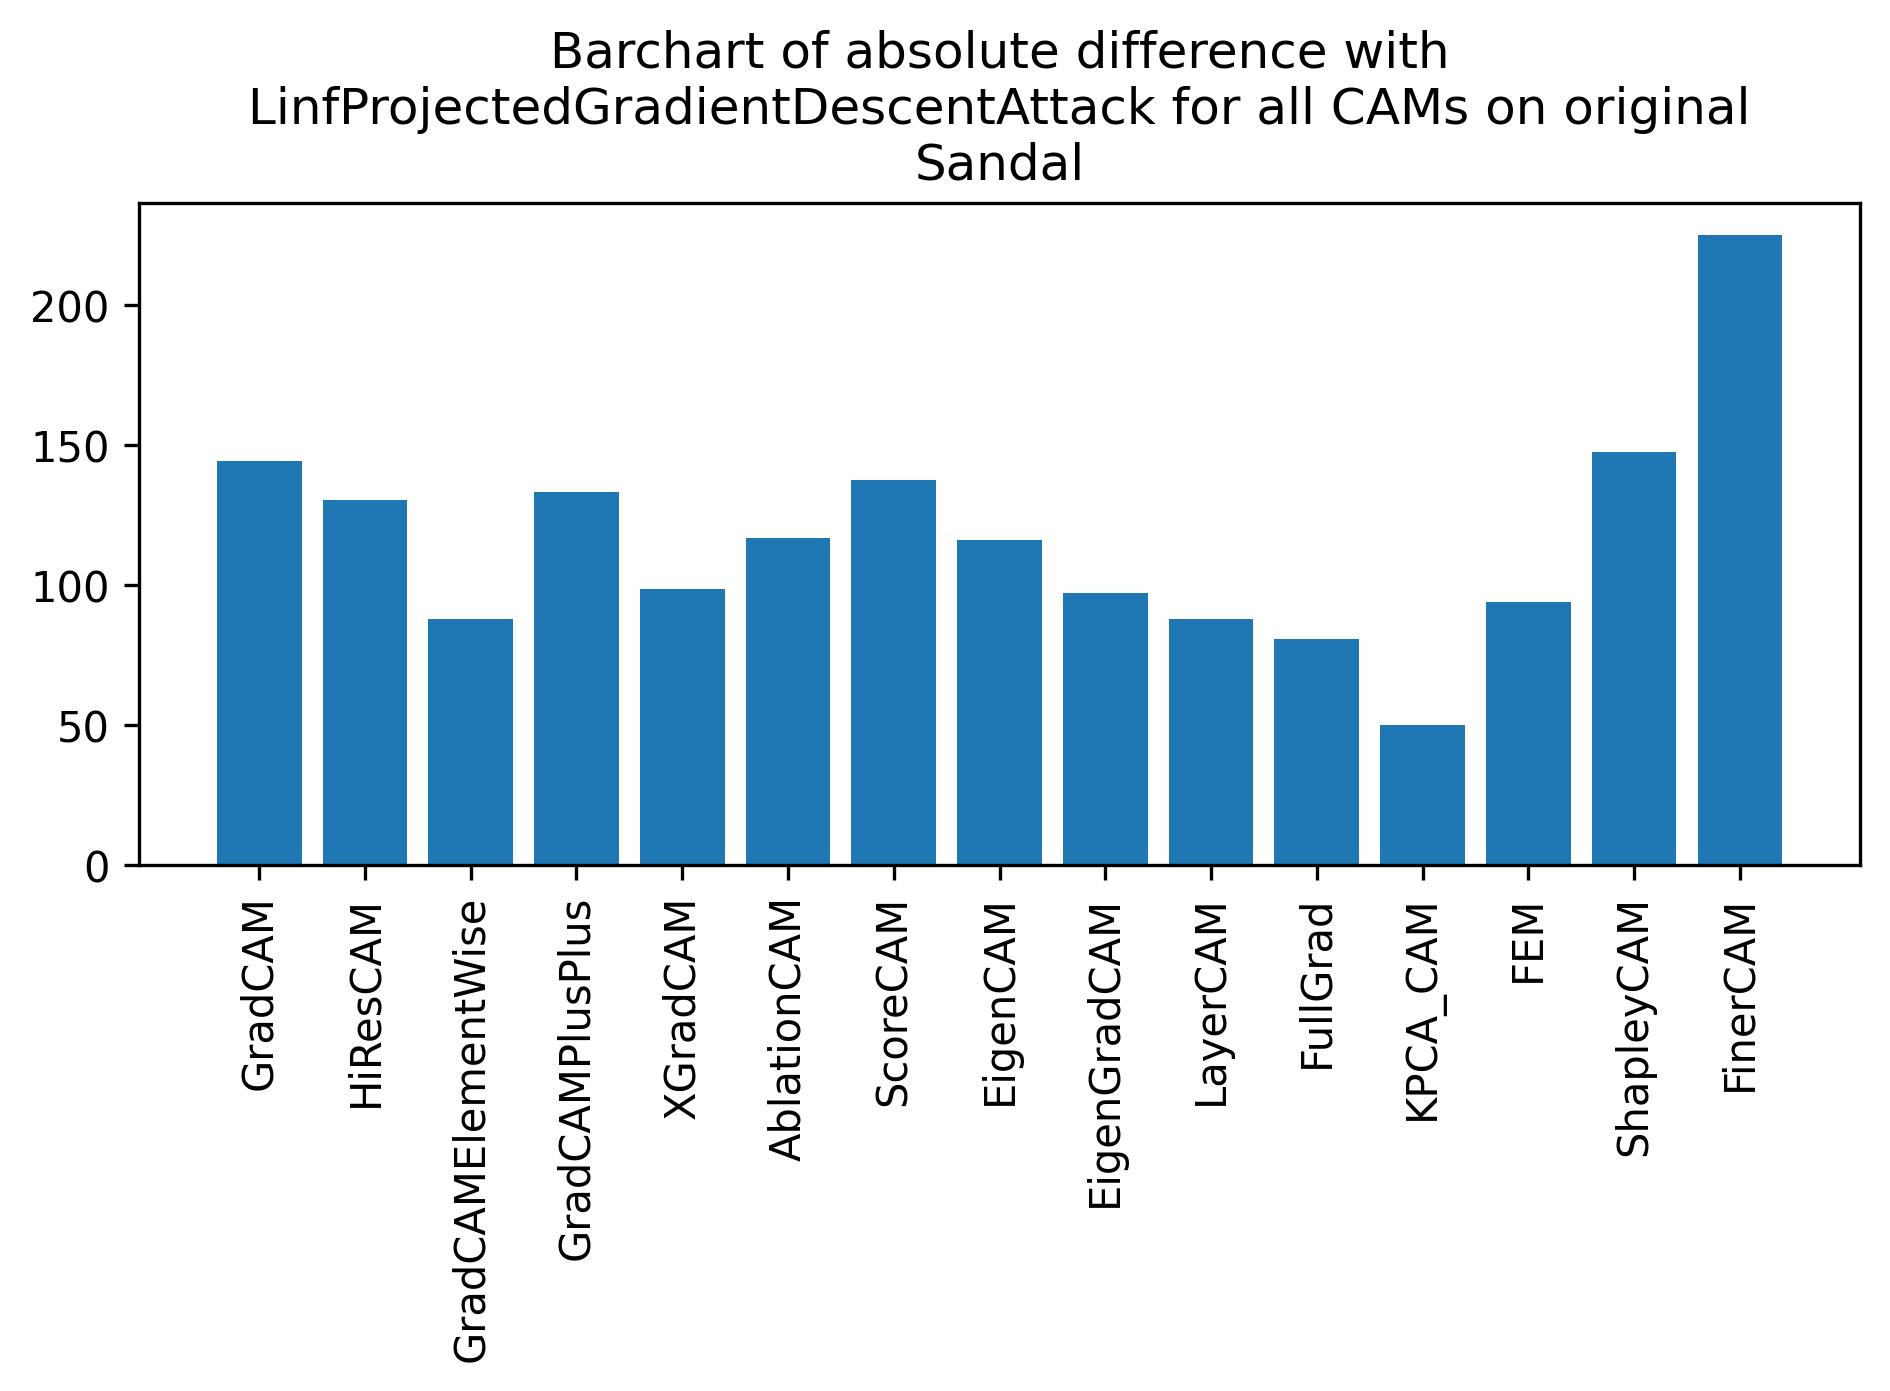 Barchart of absolute difference with
LinfProjectedGradientDescentAttack for all CAMs on original
Sandal
200
150
100
50
0
GradCAM
HiResCAM
GradCAMElementWise
GradCAMPlusPlus
XGradCAM
AblationCAM
ScoreCAM
EigenCAM
EigenGradCAM
LayerCAM
FullGrad
KPCA_CAM
FEM
ShapleyCAM
FinerCAM